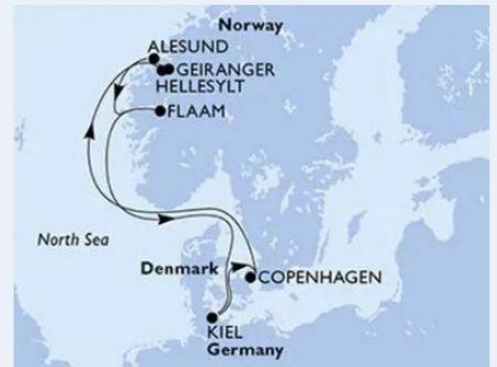 Norway
ALESUND
GEIRANGER
HELLESYLT
FLAAM
North Sea
Denmark
COPENHAGEN
KIEL
Germany